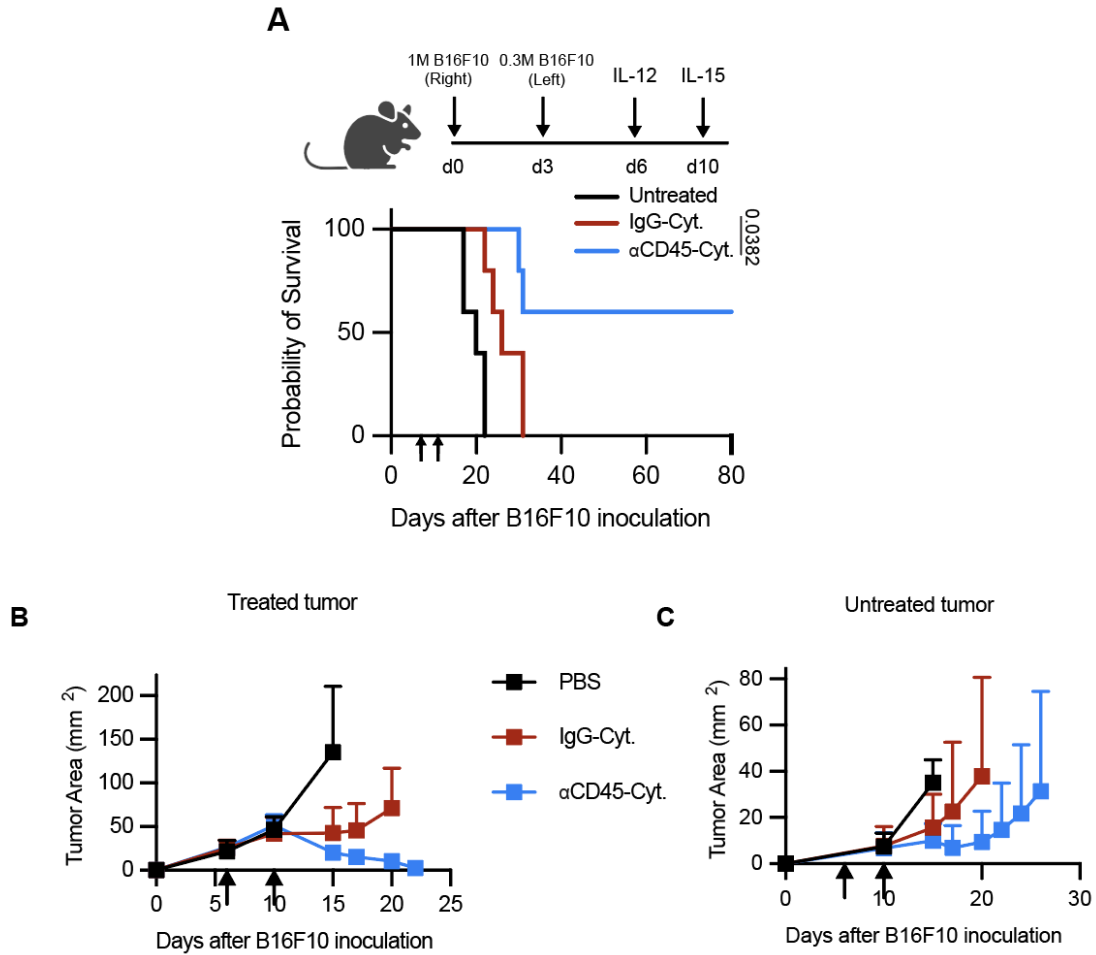 A
1M B16F10 0.3M B16F10 IL-12 IL-15
(Right) (Left)
d0 d3 d6 d10
Untreated
IgG-Cyt.
αCD45-Cyt.
0.0382
Probability of Survival
100
50
0
0 20 40 60 80
Days after B16F10 inoculation
B
Treated tumor
Tumor Area (mm ²)
200
150
100
50
0
0 5 10 15 20 25
Days after B16F10 inoculation
PBS
IgG-Cyt.
αCD45-Cyt.
C
Untreated tumor
Tumor Area (mm ²)
80
60
40
20
0
0 10 20 30
Days after B16F10 inoculation